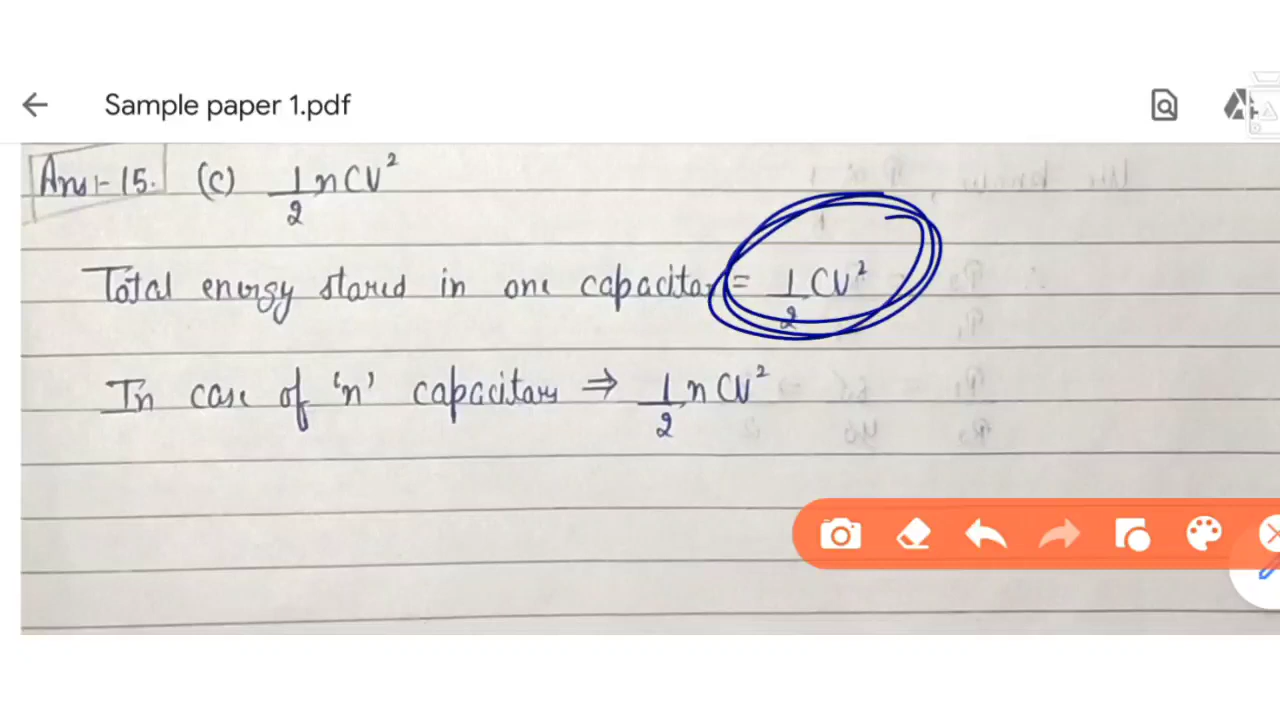 Sample paper 1.pdf
Ans:- 15. (c) 1/2 nCV²
Total energy stored in one capacitor = 1/2 CV²
In case of 'n' capacitors ⇒ 1/2 nCV²